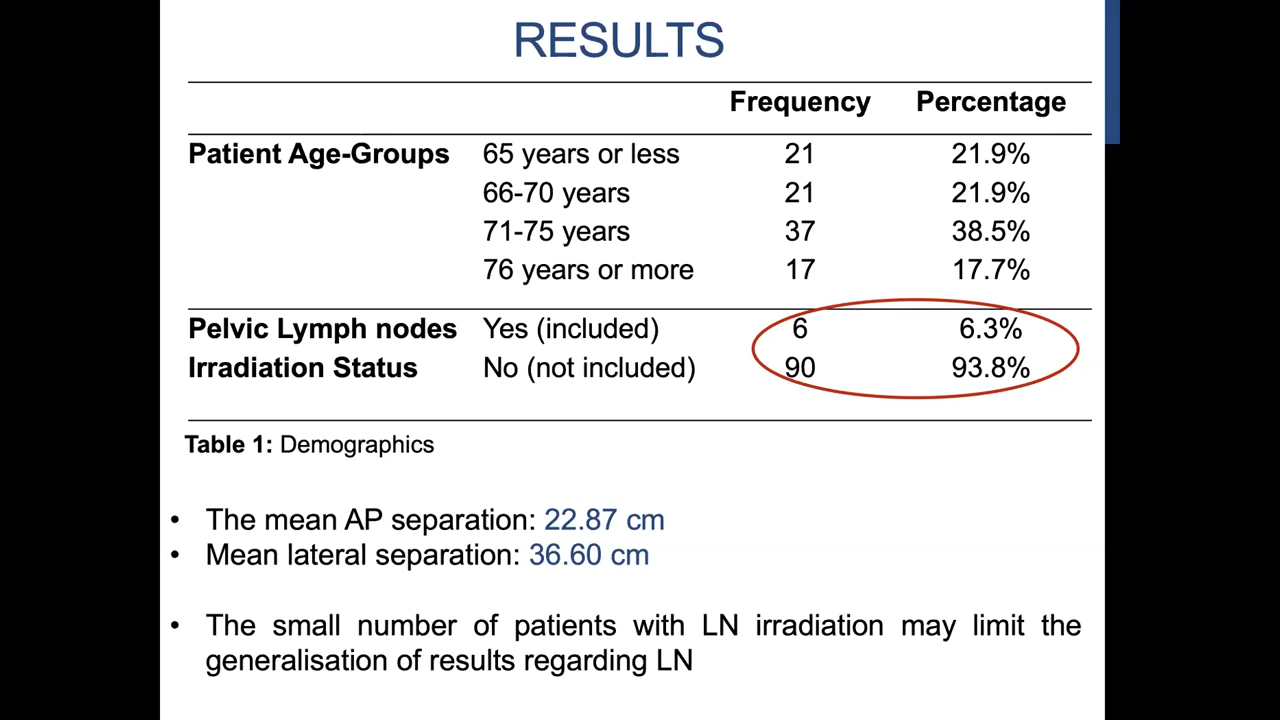 RESULTS
Frequency Percentage
Patient Age-Groups 65 years or less 21 21.9%
66-70 years 21 21.9%
71-75 years 37 38.5%
76 years or more 17 17.7%
Pelvic Lymph nodes Yes (included) 6 6.3%
Irradiation Status No (not included) 90 93.8%
Table 1: Demographics
• The mean AP separation: 22.87 cm
• Mean lateral separation: 36.60 cm
• The small number of patients with LN irradiation may limit the
generalisation of results regarding LN